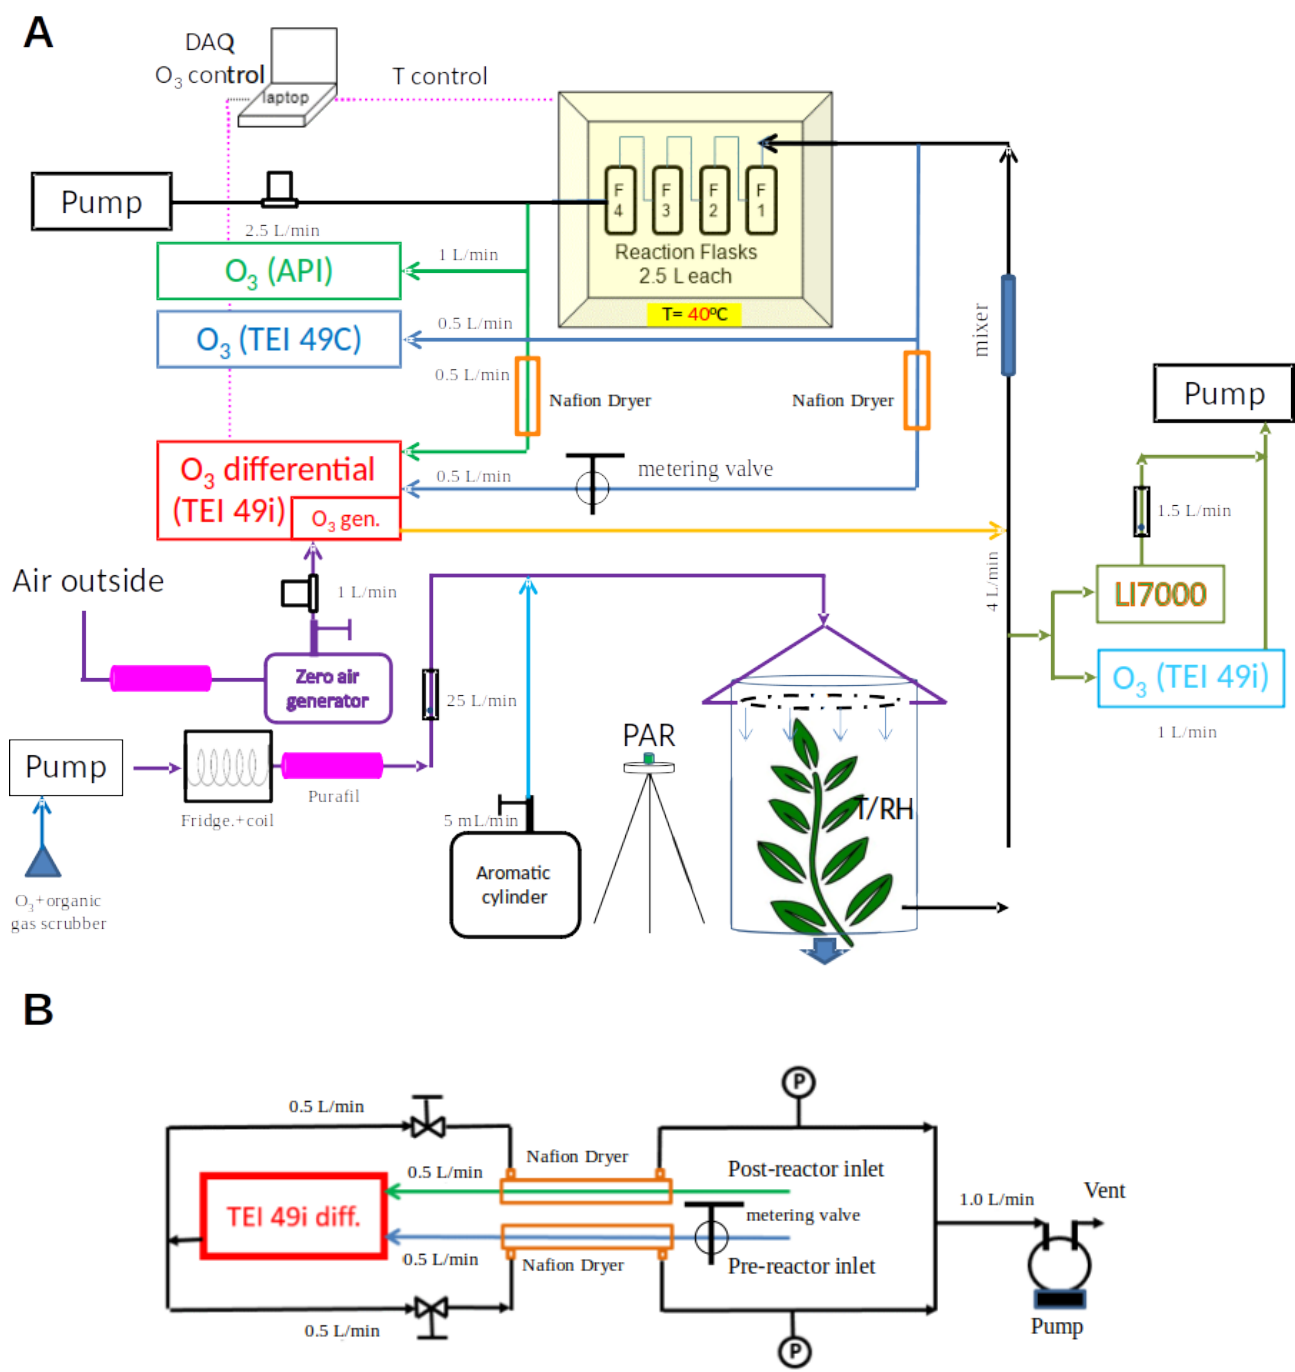 A
DAQ
O3 control
laptop
T control
Pump
2.5 L/min
F 4
F 3
F 2
F 1
Reaction Flasks
2.5 L each
T= 40ºC
O3 (API)
1 L/min
O3 (TEI 49C)
0.5 L/min
0.5 L/min
Nafion Dryer
Nafion Dryer
mixer
Pump
O3 differential
(TEI 49i)
O3 gen.
0.5 L/min
metering valve
1.5 L/min
4 L/min
LI7000
O3 (TEI 49i)
1 L/min
Air outside
1 L/min
Zero air
generator
25 L/min
Pump
Purafil
Fridge.+coil
O3+organic
gas scrubber
5 mL/min
Aromatic
cylinder
PAR
T/RH
B
0.5 L/min
P
Nafion Dryer
0.5 L/min
Post-reactor inlet
TEI 49i diff.
metering valve
1.0 L/min
Vent
0.5 L/min
Nafion Dryer
Pre-reactor inlet
0.5 L/min
P
Pump